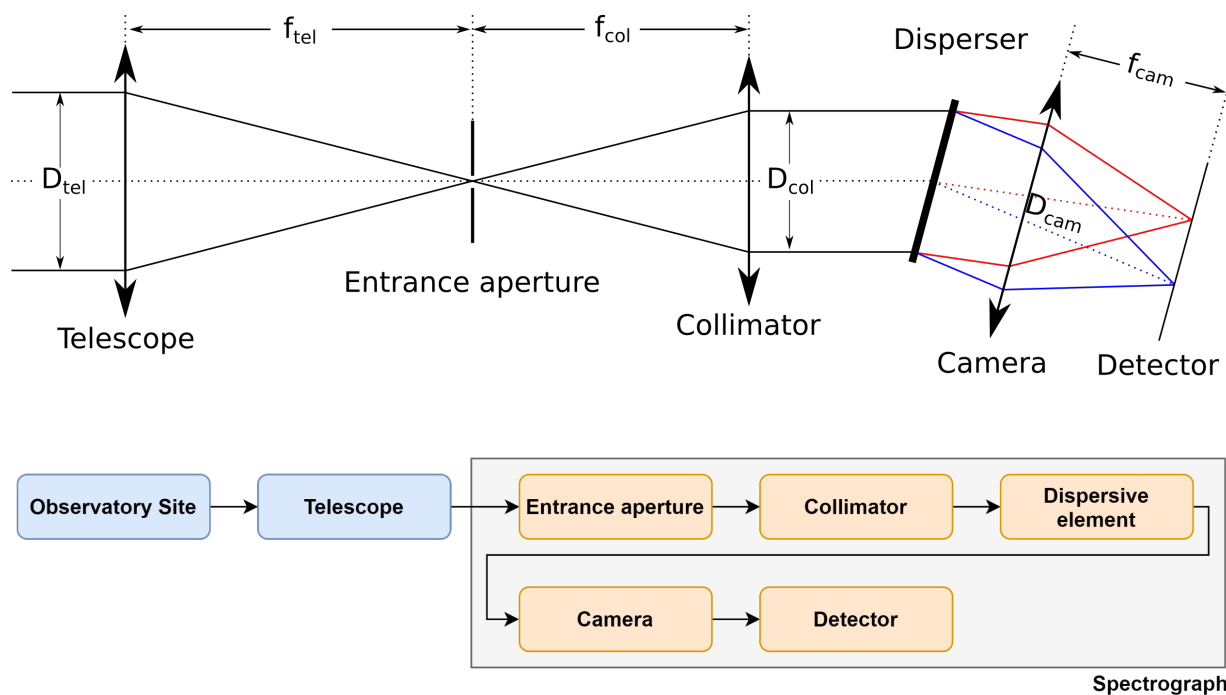 f_tel
f_col
Disperser
f_cam
D_tel
D_col
D_cam
Entrance aperture
Telescope
Collimator
Camera
Detector
Observatory Site
Telescope
Entrance aperture
Collimator
Dispersive
element
Camera
Detector
Spectrograph